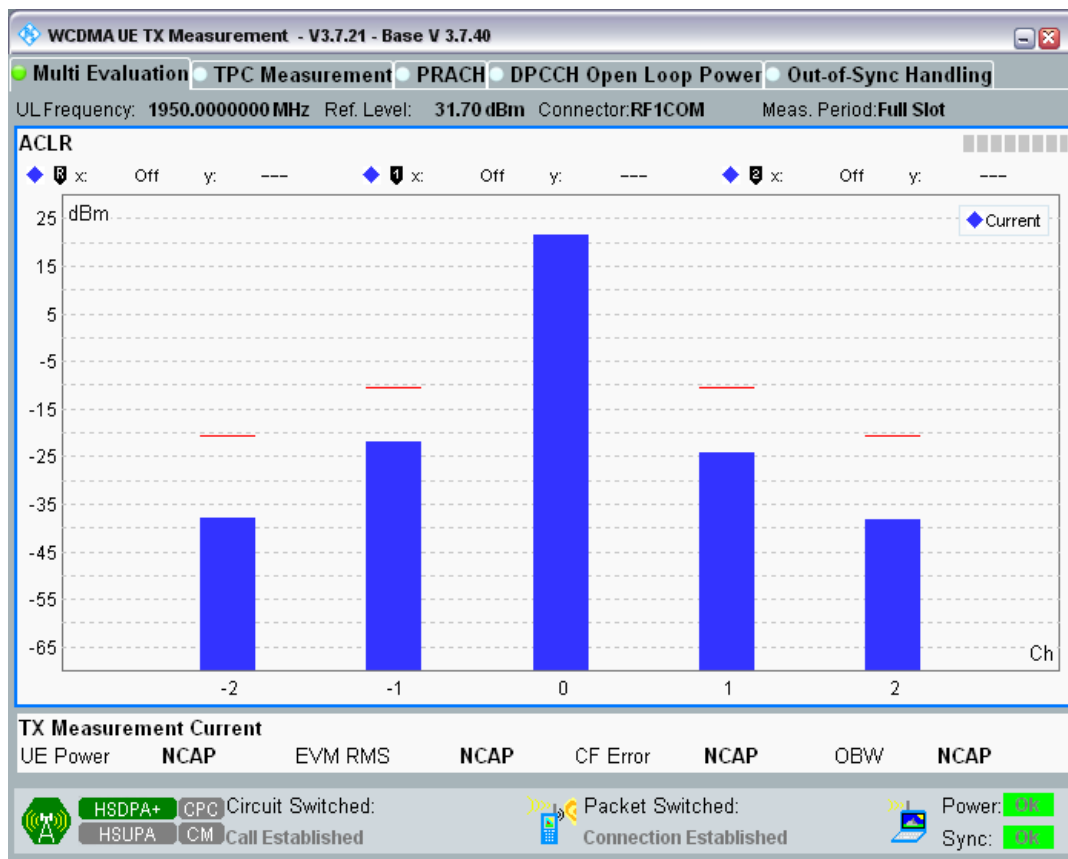 WCDMA UE TX Measurement - V3.7.21 - Base V 3.7.40
Multi Evaluation TPC Measurement PRACH DPCCH Open Loop Power Out-of-Sync Handling
UL Frequency: 1950.0000000 MHz Ref. Level: 31.70 dBm Connector:RF1COM Meas. Period:Full Slot
ACLR
R x: Off y: --- 1 x: Off y: --- 2 x: Off y: ---
dBm
Current
25
15
5
-5
-15
-25
-35
-45
-55
-65
Ch
-2 -1 0 1 2
TX Measurement Current
UE Power NCAP EVM RMS NCAP CF Error NCAP OBW NCAP
HSDPA+ CPC Circuit Switched: Packet Switched: Power: OK
HSUPA CM Call Established Connection Established Sync: OK